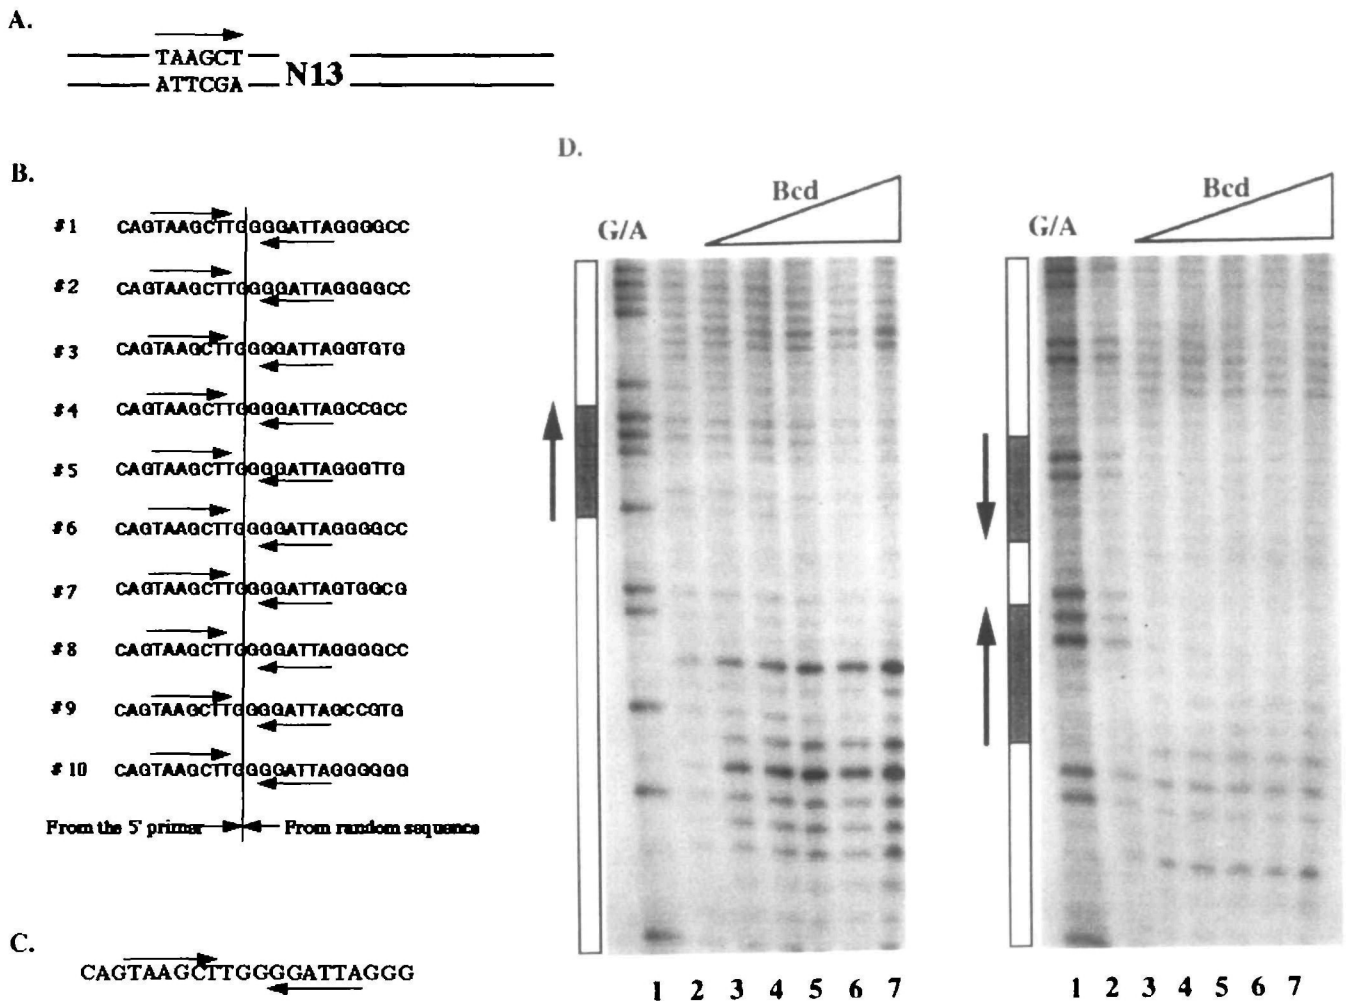 A.
TAAGCT
ATTCGA
N13
B.
#1 CAGTAAGCTTGGGGATTAGGGGCC
#2 CAGTAAGCTTGGGGATTAGGGGCC
#3 CAGTAAGCTTGGGGATTAGGTGTG
#4 CAGTAAGCTTGGGGATTAGCCGCC
#5 CAGTAAGCTTGGGGATTAGGGTTG
#6 CAGTAAGCTTGGGGATTAGGGGCC
#7 CAGTAAGCTTGGGGATTAGTGGCG
#8 CAGTAAGCTTGGGGATTAGGGGCC
#9 CAGTAAGCTTGGGGATTAGCCGTG
#10 CAGTAAGCTTGGGGATTAGGGGGG
From the 5' primer
From random sequence
C.
CAGTAAGCTTGGGGATTAGGG
D.
G/A
Bcd
1 2 3 4 5 6 7
G/A
Bcd
1 2 3 4 5 6 7